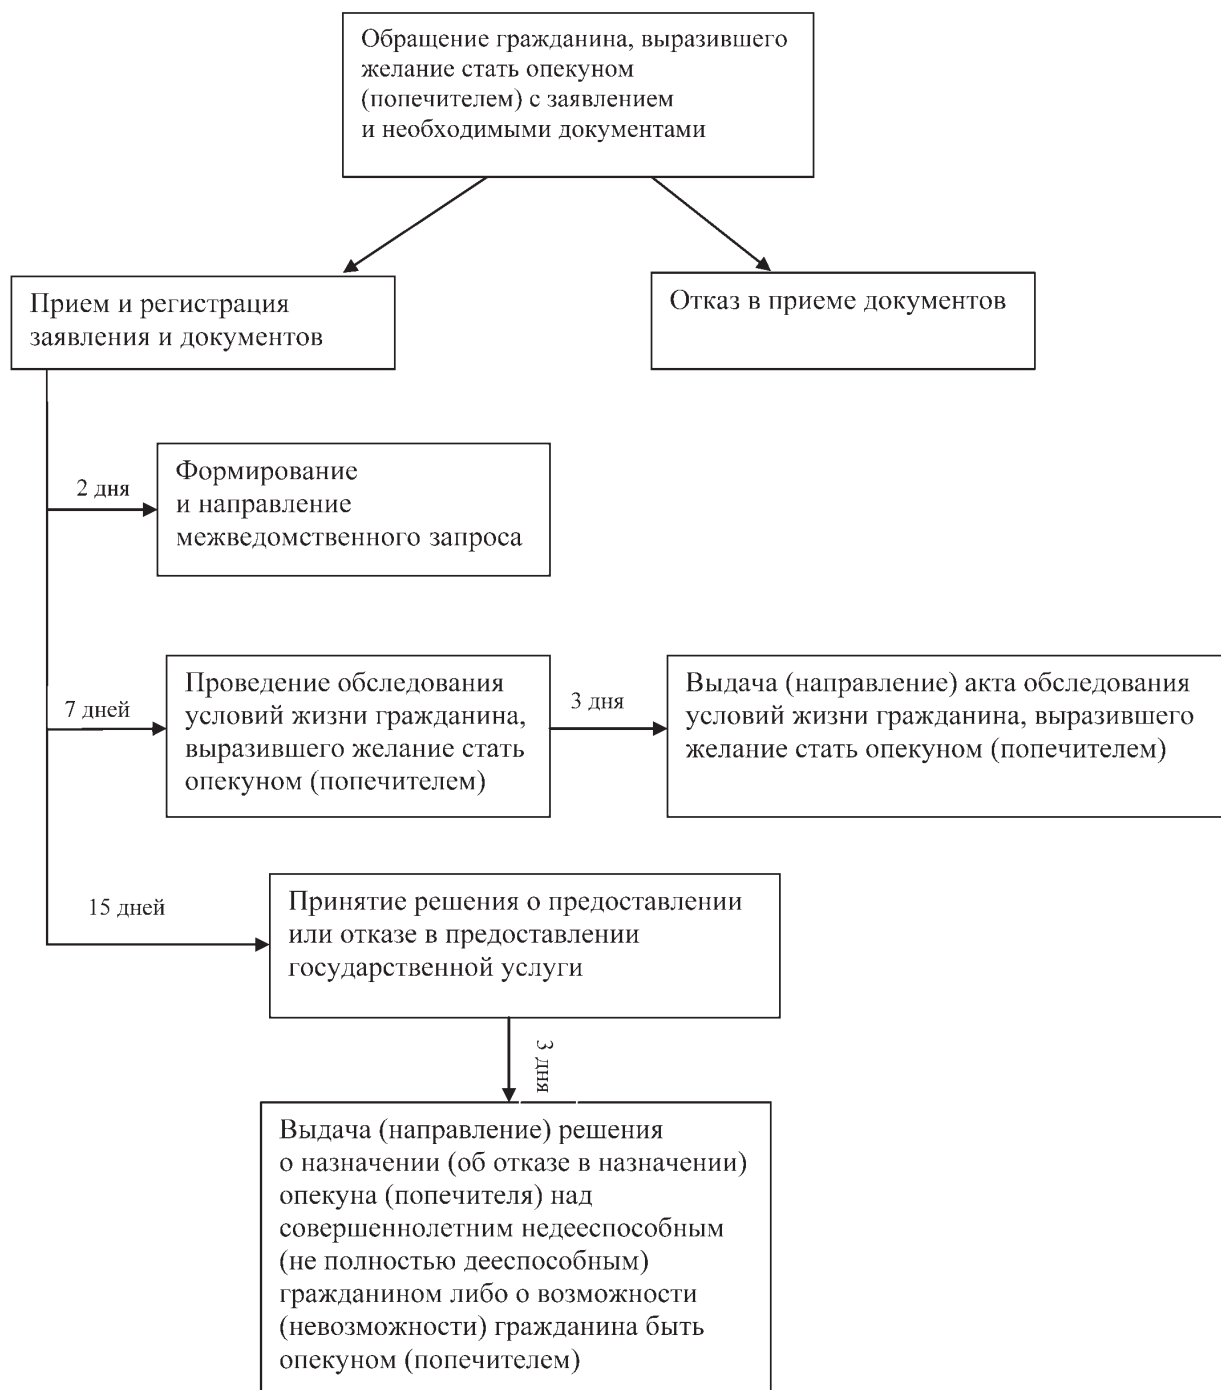 Обращение гражданина, выразившего
желание стать опекуном
(попечителем) с заявлением
и необходимыми документами
Прием и регистрация
заявления и документов
Отказ в приеме документов
2 дня
Формирование
и направление
межведомственного запроса
7 дней
Проведение обследования
условий жизни гражданина,
выразившего желание стать
опекуном (попечителем)
3 дня
Выдача (направление) акта обследования
условий жизни гражданина, выразившего
желание стать опекуном (попечителем)
15 дней
Принятие решения о предоставлении
или отказе в предоставлении
государственной услуги
3 дня
Выдача (направление) решения
о назначении (об отказе в назначении)
опекуна (попечителя) над
совершеннолетним недееспособным
(не полностью дееспособным)
гражданином либо о возможности
(невозможности) гражданина быть
опекуном (попечителем)